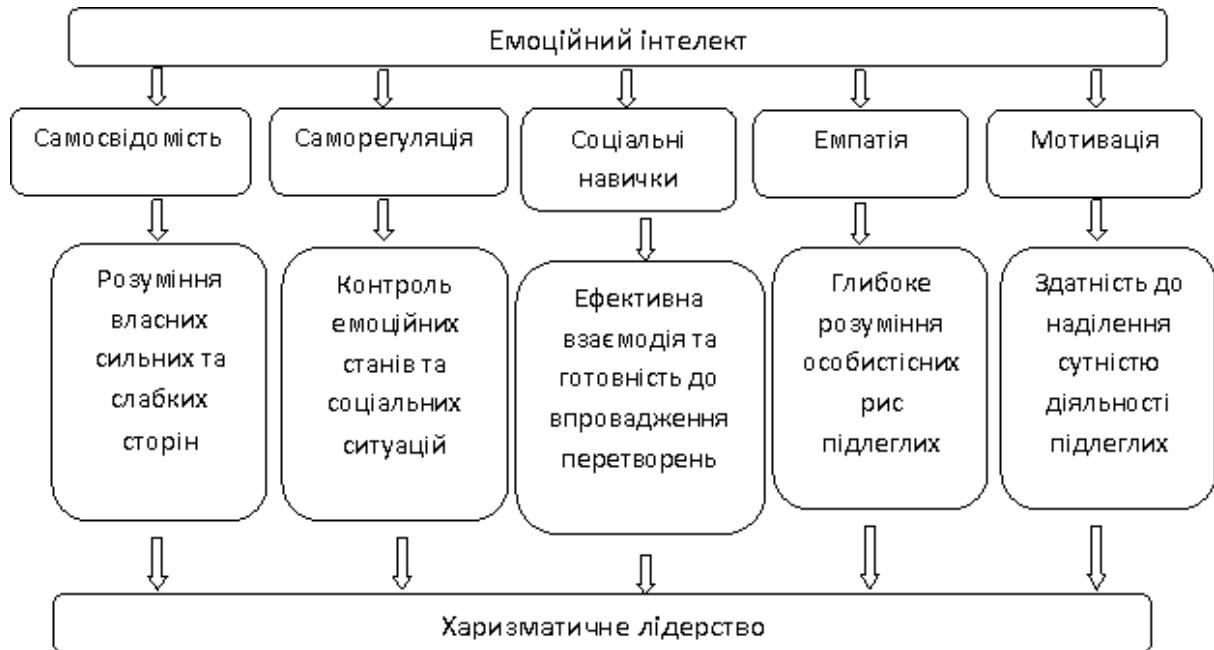 Емоційний інтелект
Самосвідомість
Саморегуляція
Соціальні
навички
Емпатія
Мотивація
Розуміння
власних
сильних та
слабких
сторін
Контроль
емоційних
станів та
соціальних
ситуацій
Ефективна
взаємодія та
готовність до
впровадження
перетворень
Глибоке
розуміння
особистісних
рис
підлеглих
Здатність до
наділення
сутністю
діяльності
підлеглих
Харизматичне лідерство